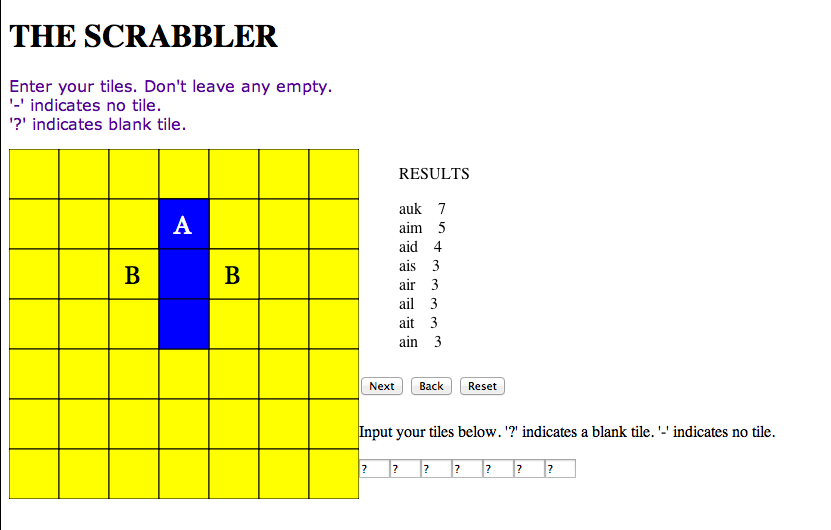 THE SCRABBLER
Enter your tiles. Don't leave any empty.
'-' indicates no tile.
'?' indicates blank tile.
A
B B
RESULTS
auk 7
aim 5
aid 4
ais 3
air 3
ail 3
ait 3
ain 3
Next Back Reset
Input your tiles below. '?' indicates a blank tile. '-' indicates no tile.
? ? ? ? ? ? ?